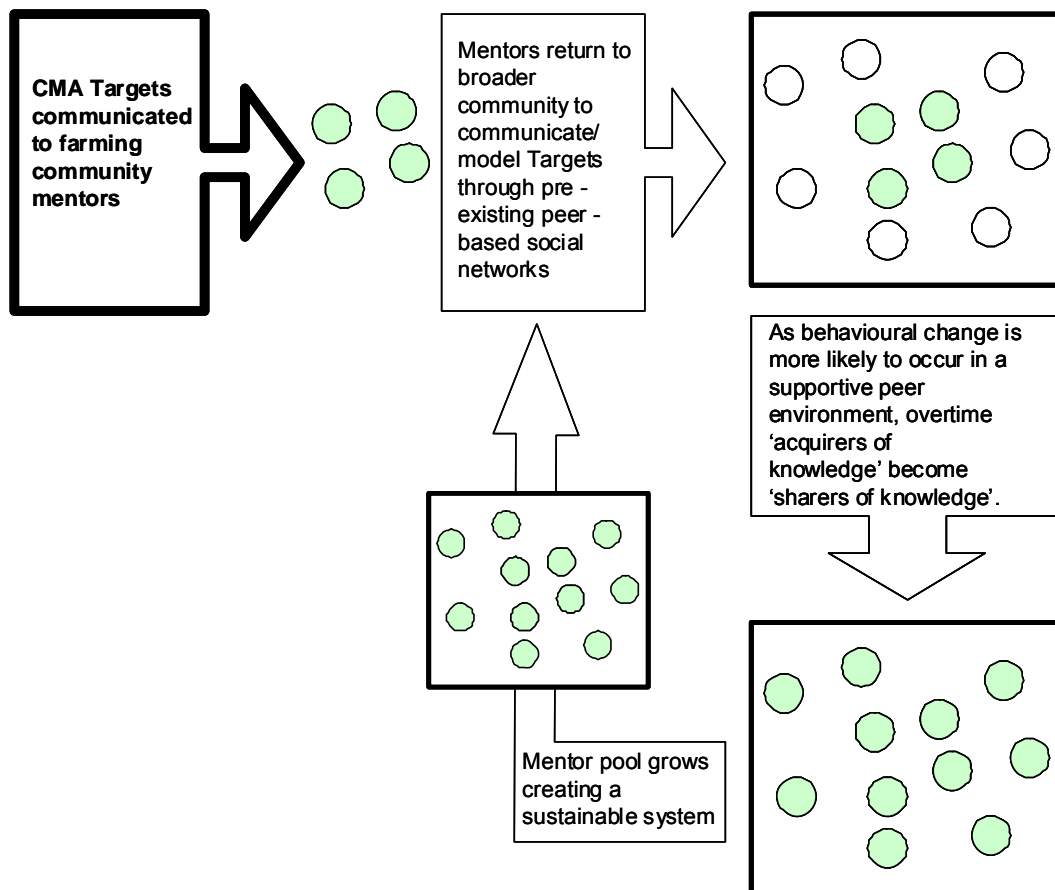 CMA Targets
communicated
to farming
community
mentors
Mentors return to
broader
community to
communicate/
model Targets
through pre -
existing peer -
based social
networks
As behavioural change is
more likely to occur in a
supportive peer
environment, overtime
‘acquirers of
knowledge’ become
‘sharers of knowledge’.
Mentor pool grows
creating a
sustainable system